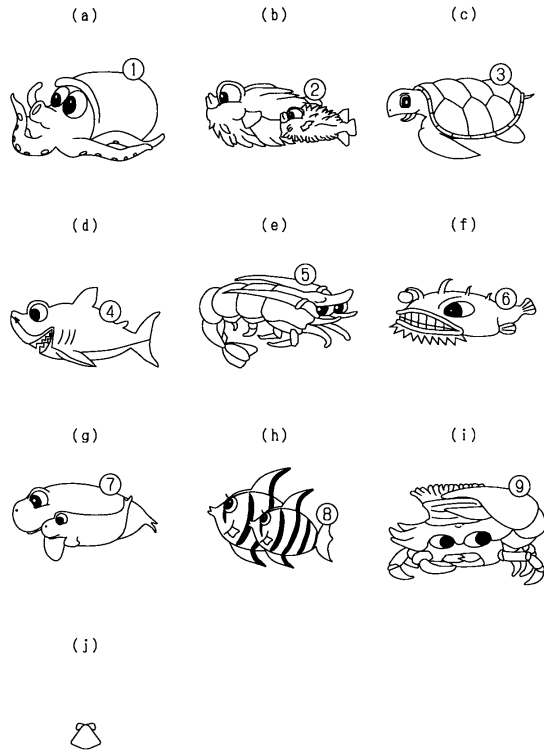 (a) (b) (c)
①
②
③
(d) (e) (f)
④
⑤
⑥
(g) (h) (i)
⑦
⑧
⑨
(j)